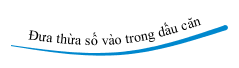 Đưa thừa số vào trong dấu căn